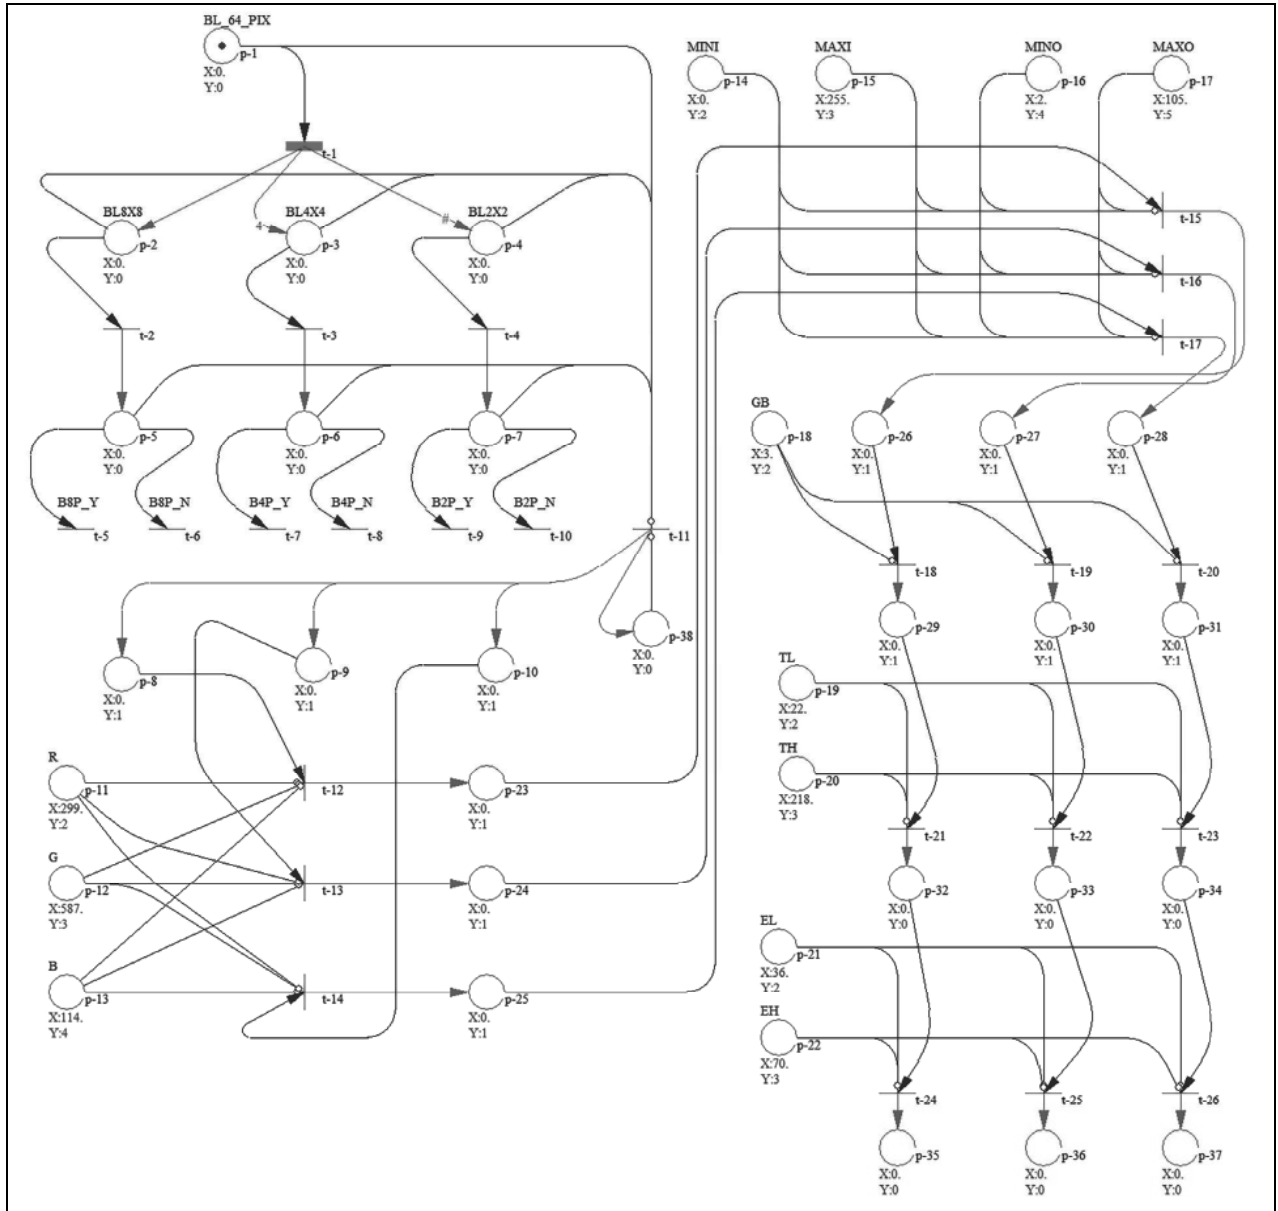 BL_64_PIX
p-1
X:0.
Y:0
t-1
BL8X8
p-2
X:0.
Y:0
4
BL4X4
p-3
X:0.
Y:0
#
BL2X2
p-4
X:0.
Y:0
t-2
t-3
t-4
p-5
X:0.
Y:0
p-6
X:0.
Y:0
p-7
X:0.
Y:0
B8P_Y
t-5
B8P_N
t-6
B4P_Y
t-7
B4P_N
t-8
B2P_Y
t-9
B2P_N
t-10
t-11
p-38
X:0.
Y:0
p-8
X:0.
Y:1
p-9
X:0.
Y:1
p-10
X:0.
Y:1
R
p-11
X:299.
Y:2
t-12
p-23
X:0.
Y:1
G
p-12
X:587.
Y:3
t-13
p-24
X:0.
Y:1
B
p-13
X:114.
Y:4
t-14
p-25
X:0.
Y:1
MINI
p-14
X:0.
Y:2
MAXI
p-15
X:255.
Y:3
MINO
p-16
X:2.
Y:4
MAXO
p-17
X:105.
Y:5
t-15
t-16
t-17
GB
p-18
X:3.
Y:2
p-26
X:0.
Y:1
p-27
X:0.
Y:1
p-28
X:0.
Y:1
t-18
t-19
t-20
p-29
X:0.
Y:1
p-30
X:0.
Y:1
p-31
X:0.
Y:1
TL
p-19
X:22.
Y:2
TH
p-20
X:218.
Y:3
t-21
t-22
t-23
p-32
X:0.
Y:0
p-33
X:0.
Y:0
p-34
X:0.
Y:0
EL
p-21
X:36.
Y:2
EH
p-22
X:70.
Y:3
t-24
t-25
t-26
p-35
X:0.
Y:0
p-36
X:0.
Y:0
p-37
X:0.
Y:0